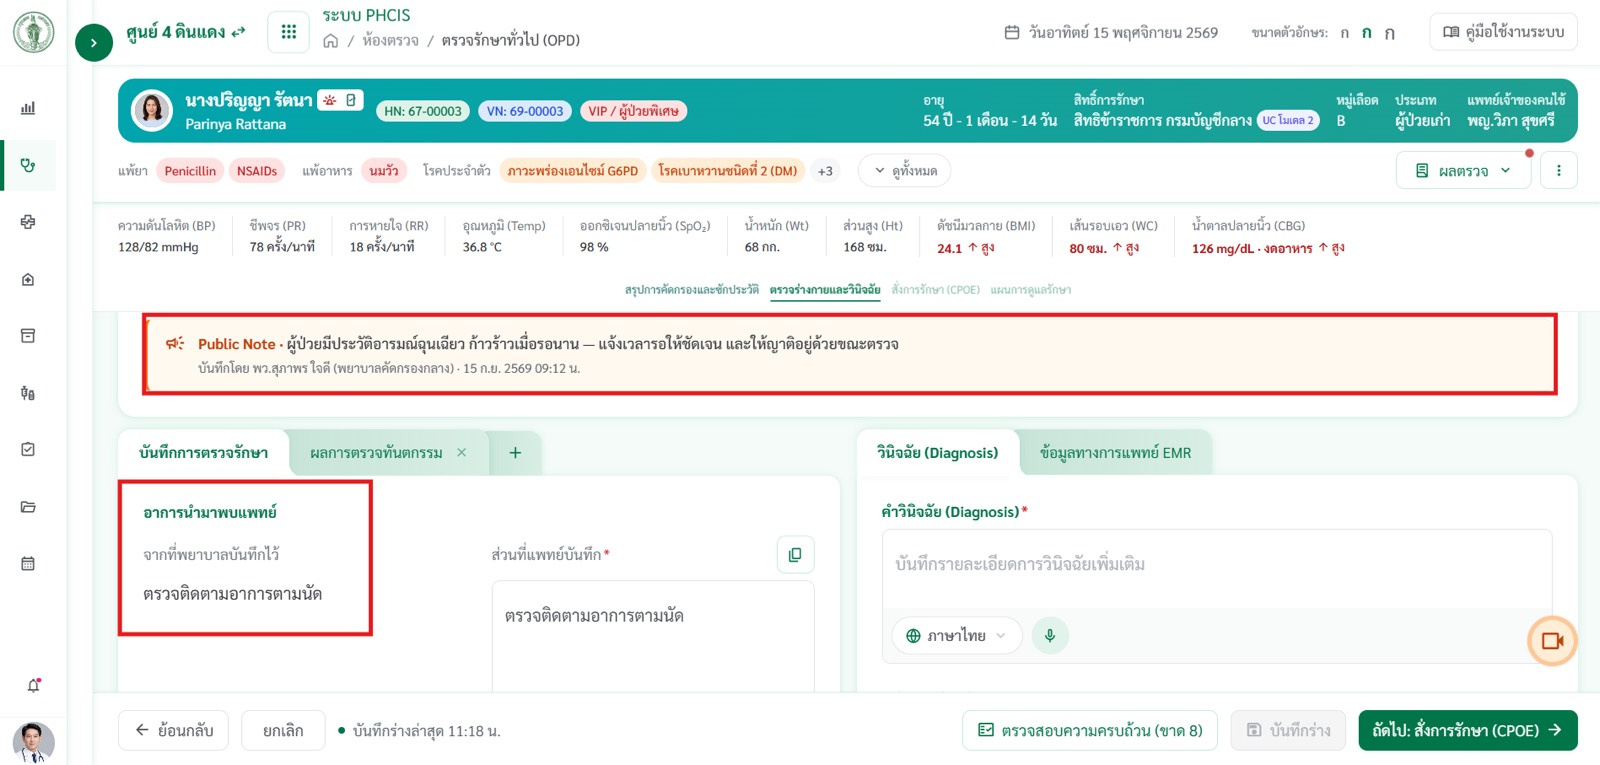 ศูนย์ 4 ดินแดง
ระบบ PHCIS
/ ห้องตรวจ / ตรวจรักษาทั่วไป (OPD)
วันอาทิตย์ 15 พฤศจิกายน 2569
ขนาดตัวอักษร: ก ก ก
คู่มือใช้งานระบบ
นางปริญญา รัตนา
Parinya Rattana
HN: 67-00003
VN: 69-00003
VIP / ผู้ป่วยพิเศษ
อายุ
54 ปี - 1 เดือน - 14 วัน
สิทธิ์การรักษา
สิทธิข้าราชการ กรมบัญชีกลาง UC โมเดล 2
หมู่เลือด
B
ประเภท
ผู้ป่วยเก่า
แพทย์เจ้าของคนไข้
พญ.วิภา สุขศรี
แพ้ยา Penicillin NSAIDs แพ้อาหาร นมวัว โรคประจำตัว ภาวะพร่องเอนไซม์ G6PD โรคเบาหวานชนิดที่ 2 (DM) +3 ดูทั้งหมด
ผลตรวจ
ความดันโลหิต (BP)
128/82 mmHg
ชีพจร (PR)
78 ครั้ง/นาที
การหายใจ (RR)
18 ครั้ง/นาที
อุณหภูมิ (Temp)
36.8 °C
ออกซิเจนปลายนิ้ว (SpO₂)
98 %
น้ำหนัก (Wt)
68 กก.
ส่วนสูง (Ht)
168 ซม.
ดัชนีมวลกาย (BMI)
24.1 ↑ สูง
เส้นรอบเอว (WC)
80 ซม. ↑ สูง
น้ำตาลปลายนิ้ว (CBG)
126 mg/dL · งดอาหาร ↑ สูง
สรุปการคัดกรองและซักประวัติ ตรวจร่างกายและวินิจฉัย สั่งการรักษา (CPOE) แผนการดูแลรักษา
Public Note · ผู้ป่วยมีประวัติอารมณ์ฉุนเฉียว ก้าวร้าวเมื่อรอนาน — แจ้งเวลารอให้ชัดเจน และให้ญาติอยู่ด้วยขณะตรวจ
บันทึกโดย พว.สุภาพร ใจดี (พยาบาลคัดกรองกลาง) · 15 ก.ย. 2569 09:12 น.
บันทึกการตรวจรักษา
ผลการตรวจทันตกรรม ×
+
วินิจฉัย (Diagnosis)
ข้อมูลทางการแพทย์ EMR
อาการนำมาพบแพทย์
จากที่พยาบาลบันทึกไว้
ตรวจติดตามอาการตามนัด
ส่วนที่แพทย์บันทึก*
ตรวจติดตามอาการตามนัด
คำวินิจฉัย (Diagnosis)*
บันทึกรายละเอียดการวินิจฉัยเพิ่มเติม
ภาษาไทย
← ย้อนกลับ
ยกเลิก
บันทึกร่างล่าสุด 11:18 น.
ตรวจสอบความครบถ้วน (ขาด 8)
บันทึกร่าง
ถัดไป: สั่งการรักษา (CPOE) →